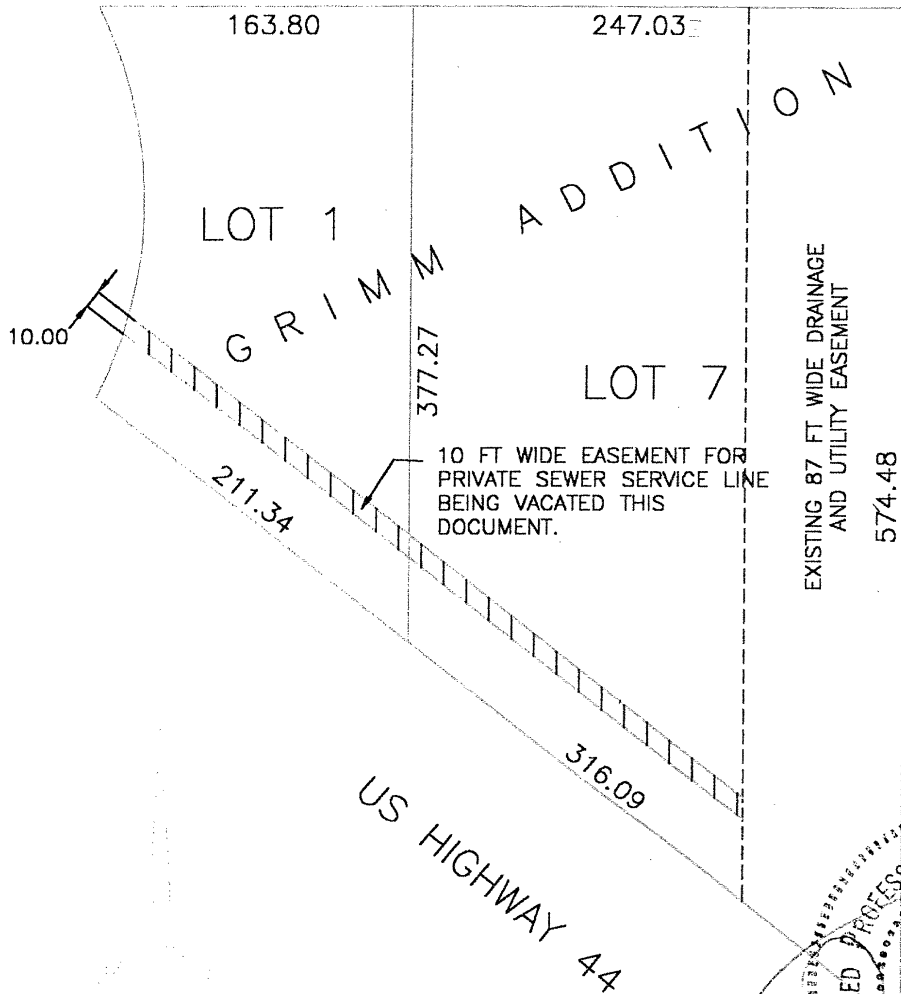 163.80
247.03
GRIMM ADDITION
LOT 1
10.00
377.27
LOT 7
EXISTING 87 FT WIDE DRAINAGE
AND UTILITY EASEMENT
574.48
10 FT WIDE EASEMENT FOR
PRIVATE SEWER SERVICE LINE
BEING VACATED THIS
DOCUMENT.
211.34
316.09
US HIGHWAY 44
ED PROFESS